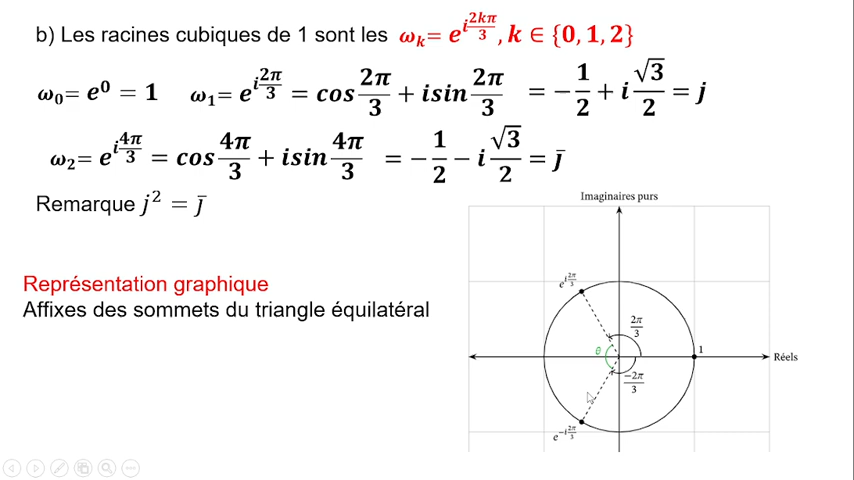 b) Les racines cubiques de 1 sont les ωₖ= e^{i2kπ/3}, k ∈ {0, 1, 2}
ω₀= e⁰ = 1 ω₁= e^{i2π/3} = cos 2π/3 + isin 2π/3 = −1/2 + i √3/2 = j
ω₂= e^{i4π/3} = cos 4π/3 + isin 4π/3 = −1/2 − i √3/2 = j̄
Remarque j² = j̄
Imaginaires purs
Représentation graphique
Affixes des sommets du triangle équilatéral
e^{i2π/3}
2π/3
θ
1
Réels
−2π/3
e^{−i2π/3}